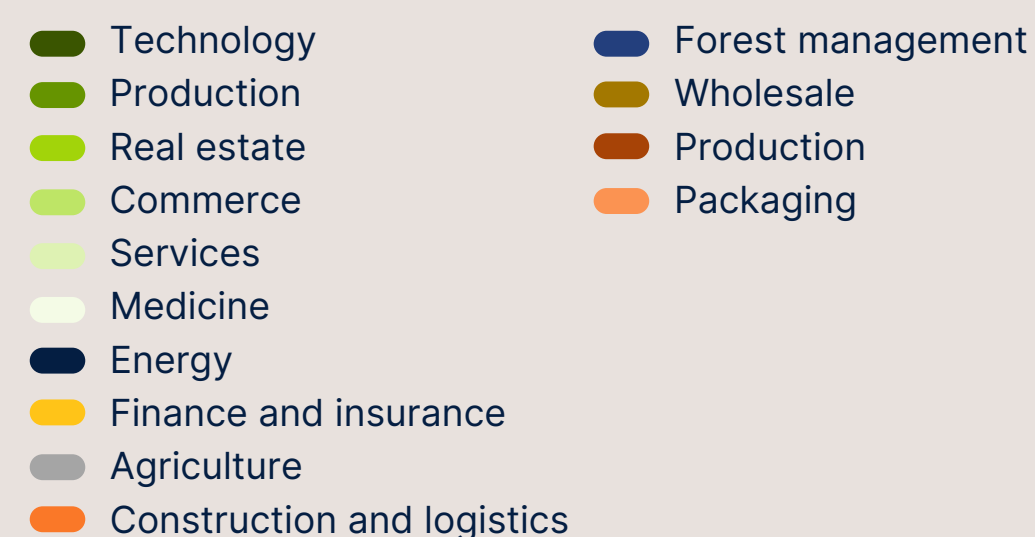 Technology
Production
Real estate
Commerce
Services
Medicine
Energy
Finance and insurance
Agriculture
Construction and logistics
Forest management
Wholesale
Production
Packaging